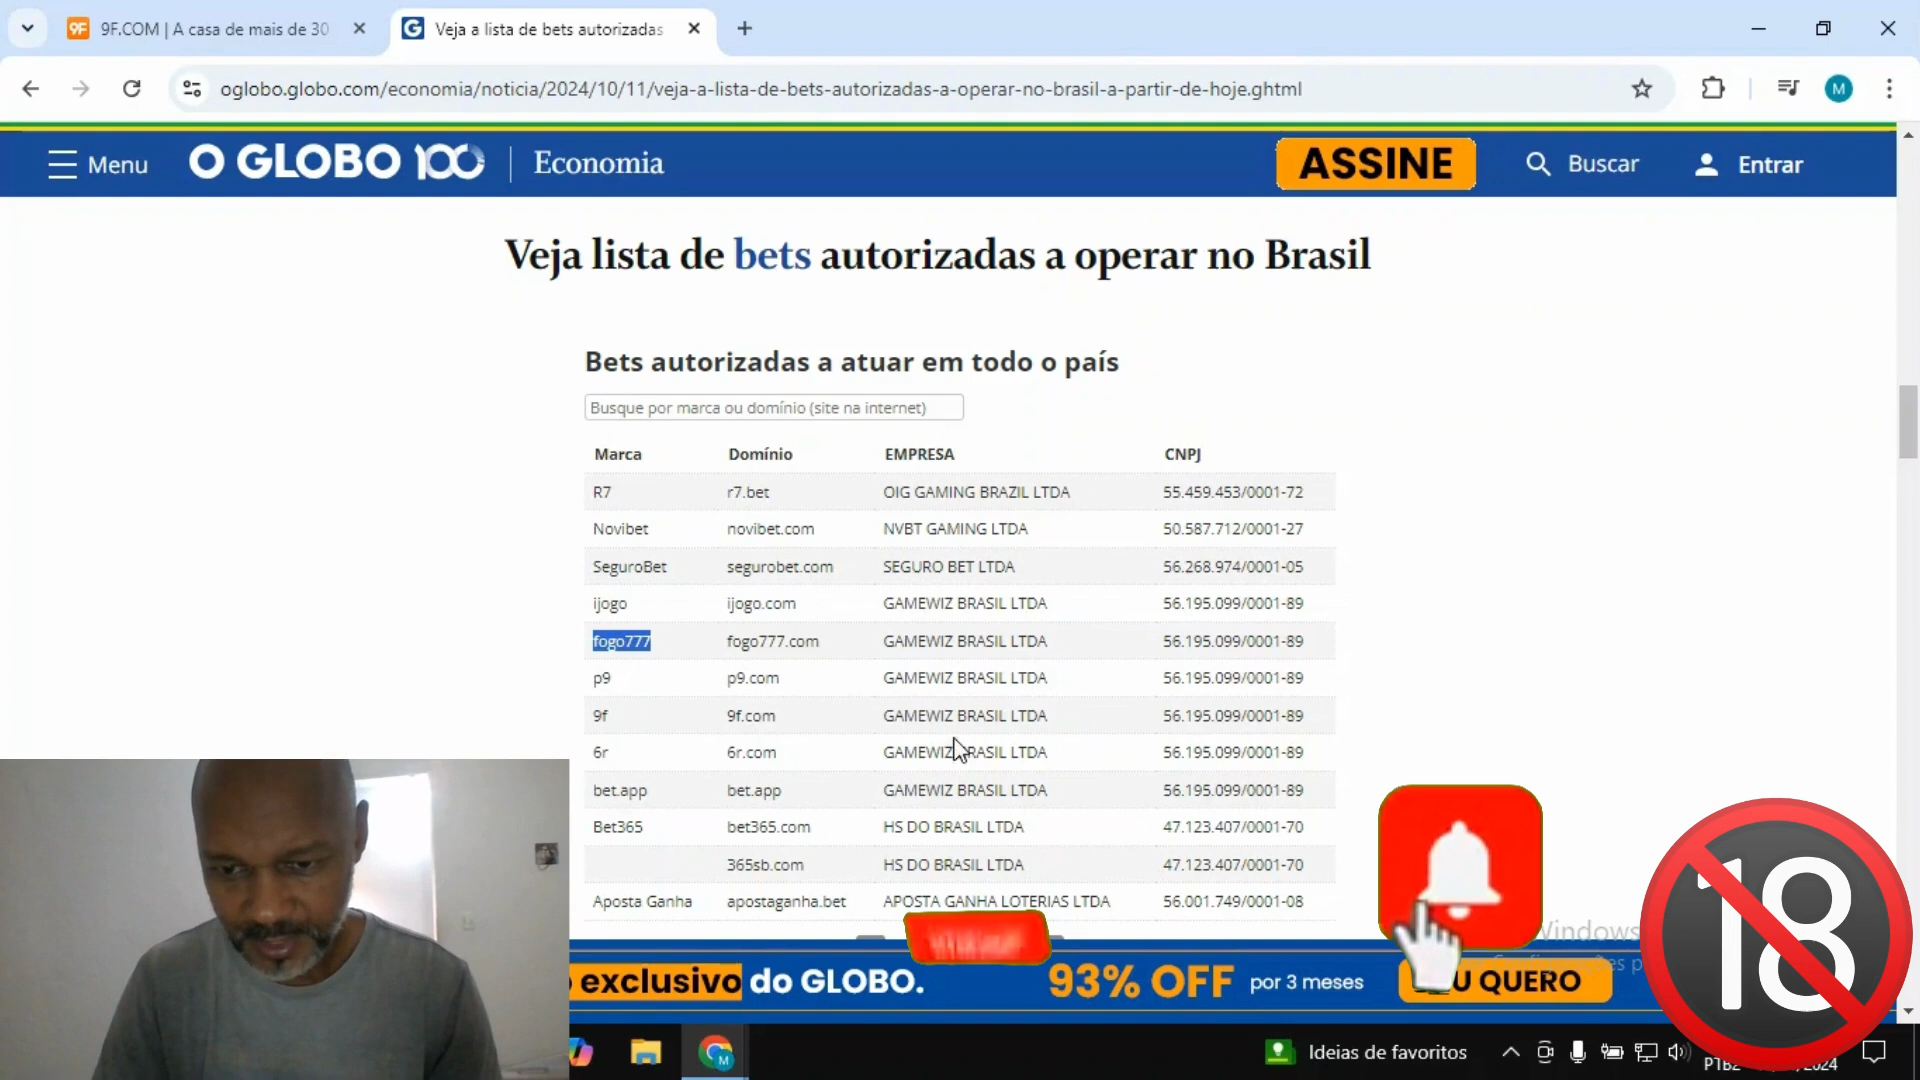 9F 9F.COM | A casa de mais de 30
G Veja a lista de bets autorizadas
oglobo.globo.com/economia/noticia/2024/10/11/veja-a-lista-de-bets-autorizadas-a-operar-no-brasil-a-partir-de-hoje.ghtml
M
Menu
O GLOBO 100
Economia
ASSINE
Buscar
Entrar
Veja lista de bets autorizadas a operar no Brasil
Bets autorizadas a atuar em todo o país
Busque por marca ou domínio (site na internet)
Marca Domínio EMPRESA CNPJ
R7 r7.bet OIG GAMING BRAZIL LTDA 55.459.453/0001-72
Novibet novibet.com NVBT GAMING LTDA 50.587.712/0001-27
SeguroBet segurobet.com SEGURO BET LTDA 56.268.974/0001-05
ijogo ijogo.com GAMEWIZ BRASIL LTDA 56.195.099/0001-89
fogo777 fogo777.com GAMEWIZ BRASIL LTDA 56.195.099/0001-89
p9 p9.com GAMEWIZ BRASIL LTDA 56.195.099/0001-89
9f 9f.com GAMEWIZ BRASIL LTDA 56.195.099/0001-89
6r 6r.com GAMEWIZ BRASIL LTDA 56.195.099/0001-89
bet.app bet.app GAMEWIZ BRASIL LTDA 56.195.099/0001-89
Bet365 bet365.com HS DO BRASIL LTDA 47.123.407/0001-70
365sb.com HS DO BRASIL LTDA 47.123.407/0001-70
Aposta Ganha apostaganha.bet APOSTA GANHA LOTERIAS LTDA 56.001.749/0001-08
Windows
18
exclusivo do GLOBO.
93% OFF por 3 meses
EU QUERO
M
Ideias de favoritos
PTB2
2024